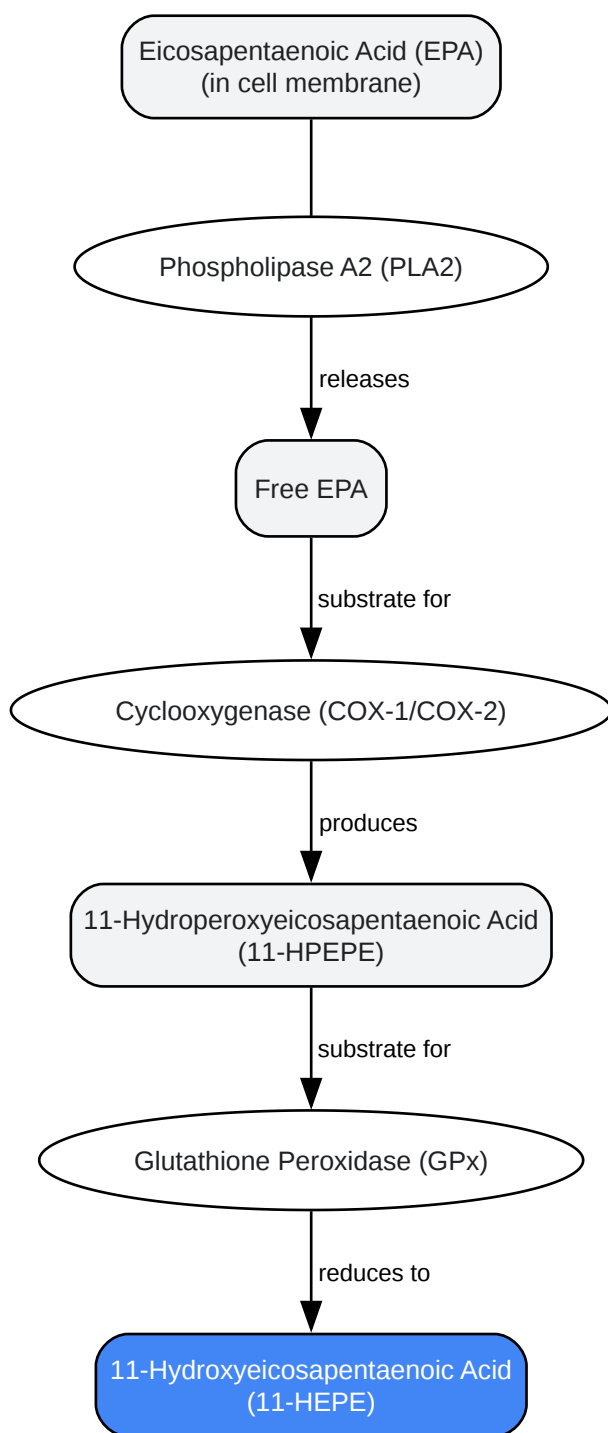 Eicosapentaenoic Acid (EPA)
(in cell membrane)
Phospholipase A2 (PLA2)
releases
Free EPA
substrate for
Cyclooxygenase (COX-1/COX-2)
produces
11-Hydroperoxyeicosapentaenoic Acid
(11-HPEPE)
substrate for
Glutathione Peroxidase (GPx)
reduces to
11-Hydroxyeicosapentaenoic Acid
(11-HEPE)